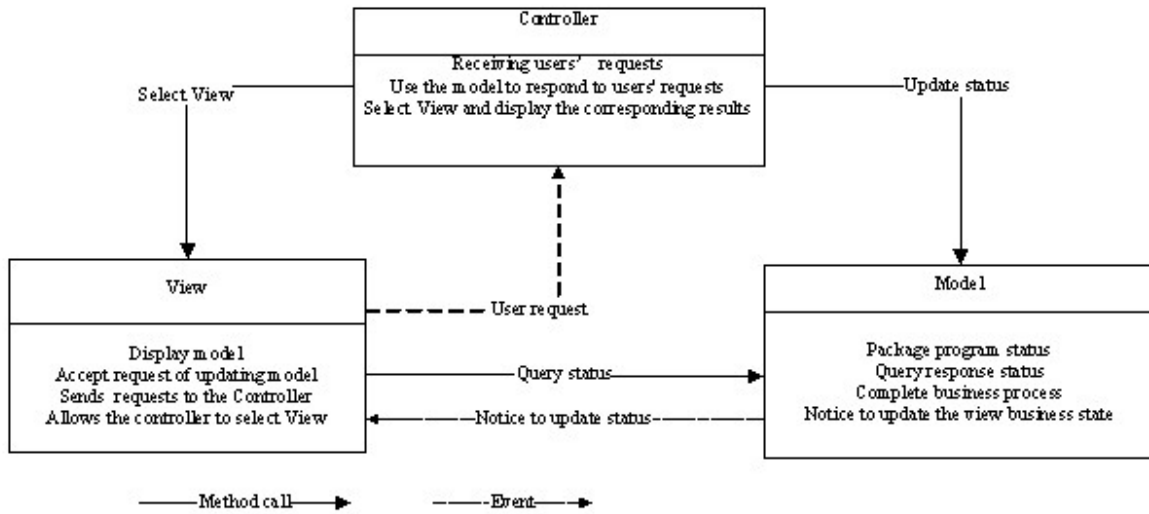 Controller
Receiving users' requests
Use the model to respond to users' requests
Select View and display the corresponding results
Select View
Update status
View
Display model
Accept request of updating model
Sends requests to the Controller
Allows the controller to select View
User request
Query status
Notice to update status
Model
Package program status
Query response status
Complete business process
Notice to update the view business state
Method call
Event